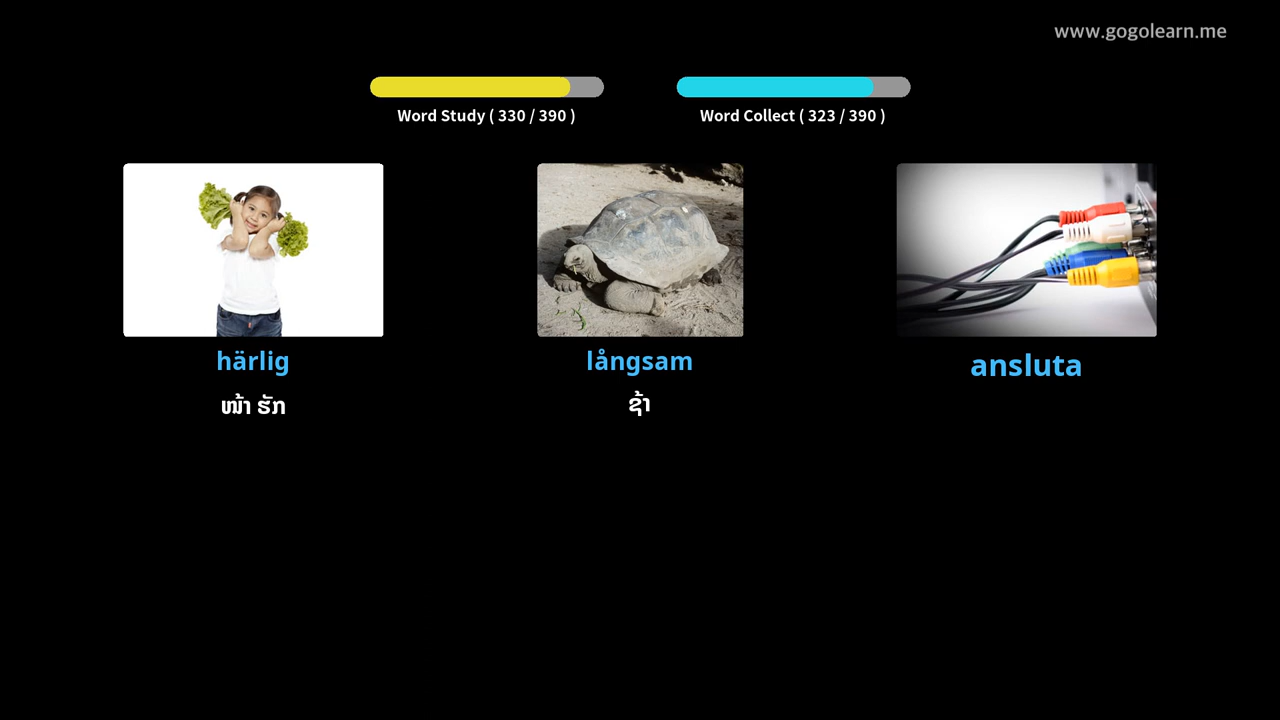 www.gogolearn.me
Word Study ( 330 / 390 )
Word Collect ( 323 / 390 )
härlig
långsam
ansluta
ໜ້າ ຮັກ
ຊ້າ